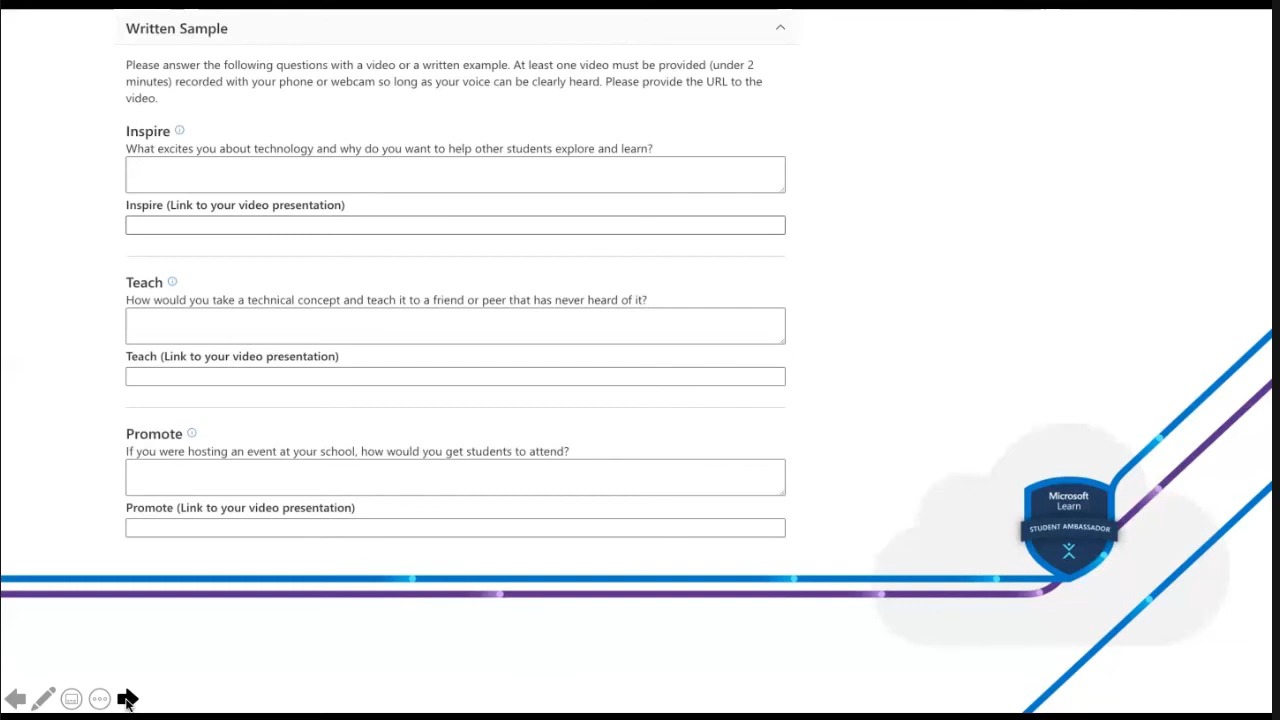 Written Sample
Please answer the following questions with a video or a written example. At least one video must be provided (under 2
minutes) recorded with your phone or webcam so long as your voice can be clearly heard. Please provide the URL to the
video.
Inspire
What excites you about technology and why do you want to help other students explore and learn?
Inspire (Link to your video presentation)
Teach
How would you take a technical concept and teach it to a friend or peer that has never heard of it?
Teach (Link to your video presentation)
Promote
If you were hosting an event at your school, how would you get students to attend?
Promote (Link to your video presentation)
Microsoft
Learn
STUDENT AMBASSADOR